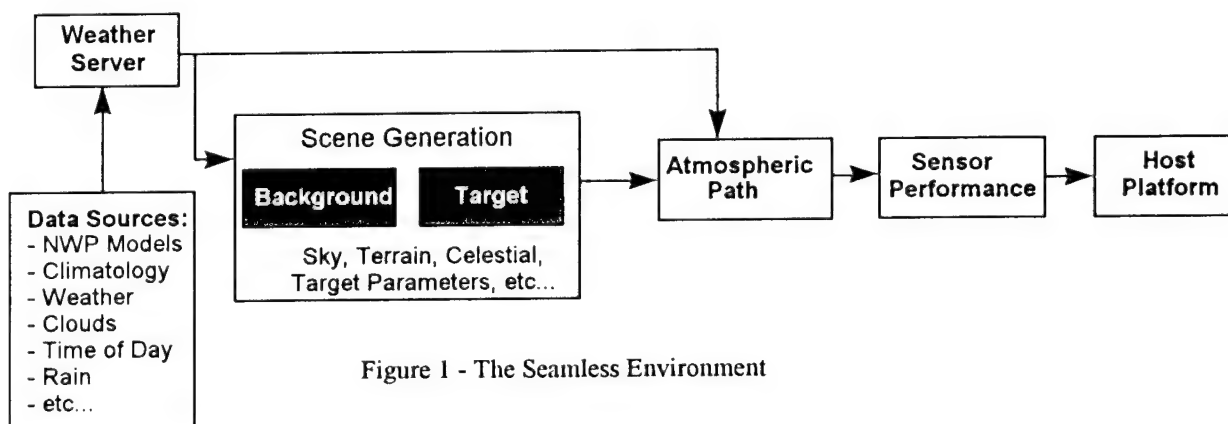 Weather
Server
Data Sources:
- NWP Models
- Climatology
- Weather
- Clouds
- Time of Day
- Rain
- etc...
Scene Generation
Background
Target
Sky, Terrain, Celestial,
Target Parameters, etc...
Atmospheric
Path
Sensor
Performance
Host
Platform
Figure 1 - The Seamless Environment